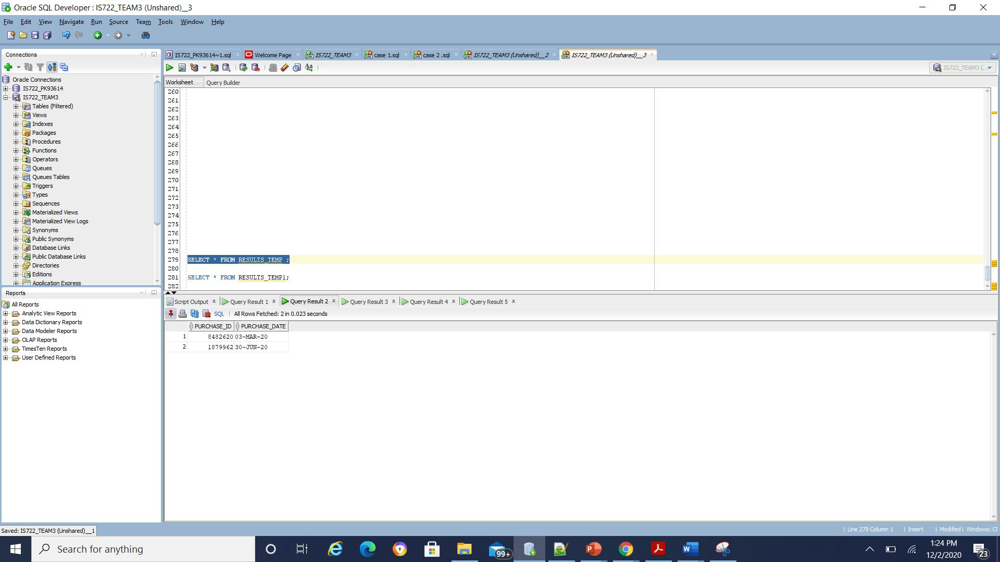 Oracle SQL Developer : IS722_TEAM3 (Unshared)__3
File Edit View Navigate Run Source Team Tools Window Help
Connections
Oracle Connections
IS722_PK93614
IS722_TEAM3
Tables (Filtered)
Views
Indexes
Packages
Procedures
Functions
Operators
Queues
Queues Tables
Triggers
Types
Sequences
Materialized Views
Materialized View Logs
Synonyms
Public Synonyms
Database Links
Public Database Links
Directories
Editions
Application Express
Reports
All Reports
Analytic View Reports
Data Dictionary Reports
Data Modeler Reports
OLAP Reports
TimesTen Reports
User Defined Reports
IS722_PK93614~1.sql Welcome Page IS722_TEAM3 case 1.sql case 2 .sql IS722_TEAM3 (Unshared)__2 IS722_TEAM3 (Unshared)__3
SQL Aa IS722_TEAM3 (...
Worksheet Query Builder
260
261
262
263
264
265
266
267
268
269
270
271
272
273
274
275
276
277
278
279 SELECT * FROM RESULTS_TEMP ;
280
281 SELECT * FROM RESULTS_TEMP1;
282
Script Output x Query Result 1 x Query Result 2 x Query Result 3 x Query Result 4 x Query Result 5 x
SQL | All Rows Fetched: 2 in 0.023 seconds
PURCHASE_ID PURCHASE_DATE
1 8482620 03-MAR-20
2 1879962 30-JUN-20
Saved: IS722_TEAM3 (Unshared)__1
| Line 279 Column 1 | Insert | Modified | Windows: CF
Search for anything
99+
1:24 PM
12/2/2020
23